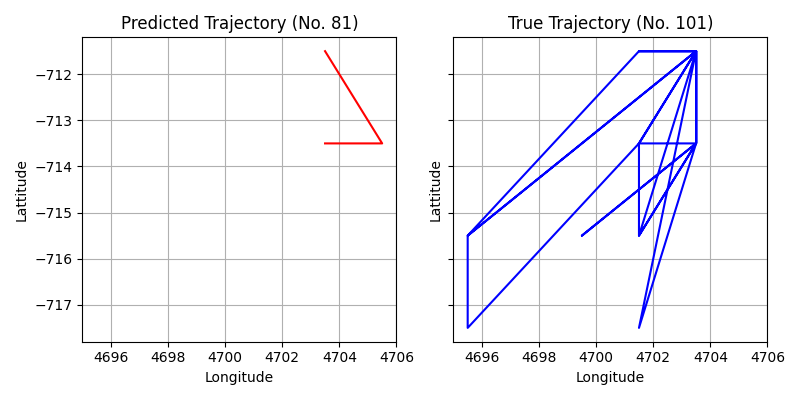 Predicted Trajectory (No. 81)
Lattitude
−712
−713
−714
−715
−716
−717
4696 4698 4700 4702 4704 4706
Longitude
True Trajectory (No. 101)
Lattitude
4696 4698 4700 4702 4704 4706
Longitude